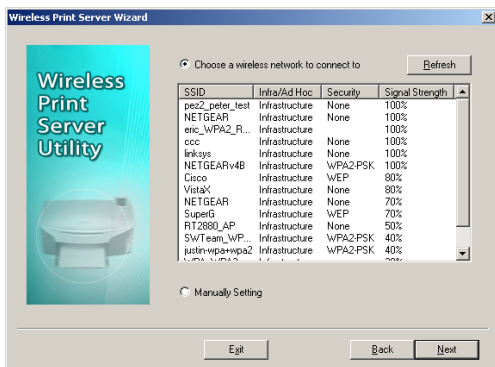 Wireless Print Server Wizard
Wireless
Print
Server
Utility
Choose a wireless network to connect to
Refresh
SSID Infra/Ad Hoc Security Signal Strength
pez2_peter_test Infrastructure None 100%
NETGEAR Infrastructure None 100%
eric_WPA2_R... Infrastructure 100%
ccc Infrastructure None 100%
linksys Infrastructure None 100%
NETGEARv4B Infrastructure WPA2-PSK 100%
Cisco Infrastructure WEP 80%
VistaX Infrastructure None 80%
NETGEAR Infrastructure None 70%
SuperG Infrastructure WEP 70%
RT2880_AP Infrastructure None 50%
SWTeam_WP... Infrastructure WPA2-PSK 40%
justin-wpa+wpa2 Infrastructure WPA2-PSK 40%
Manually Setting
Exit
Back
Next